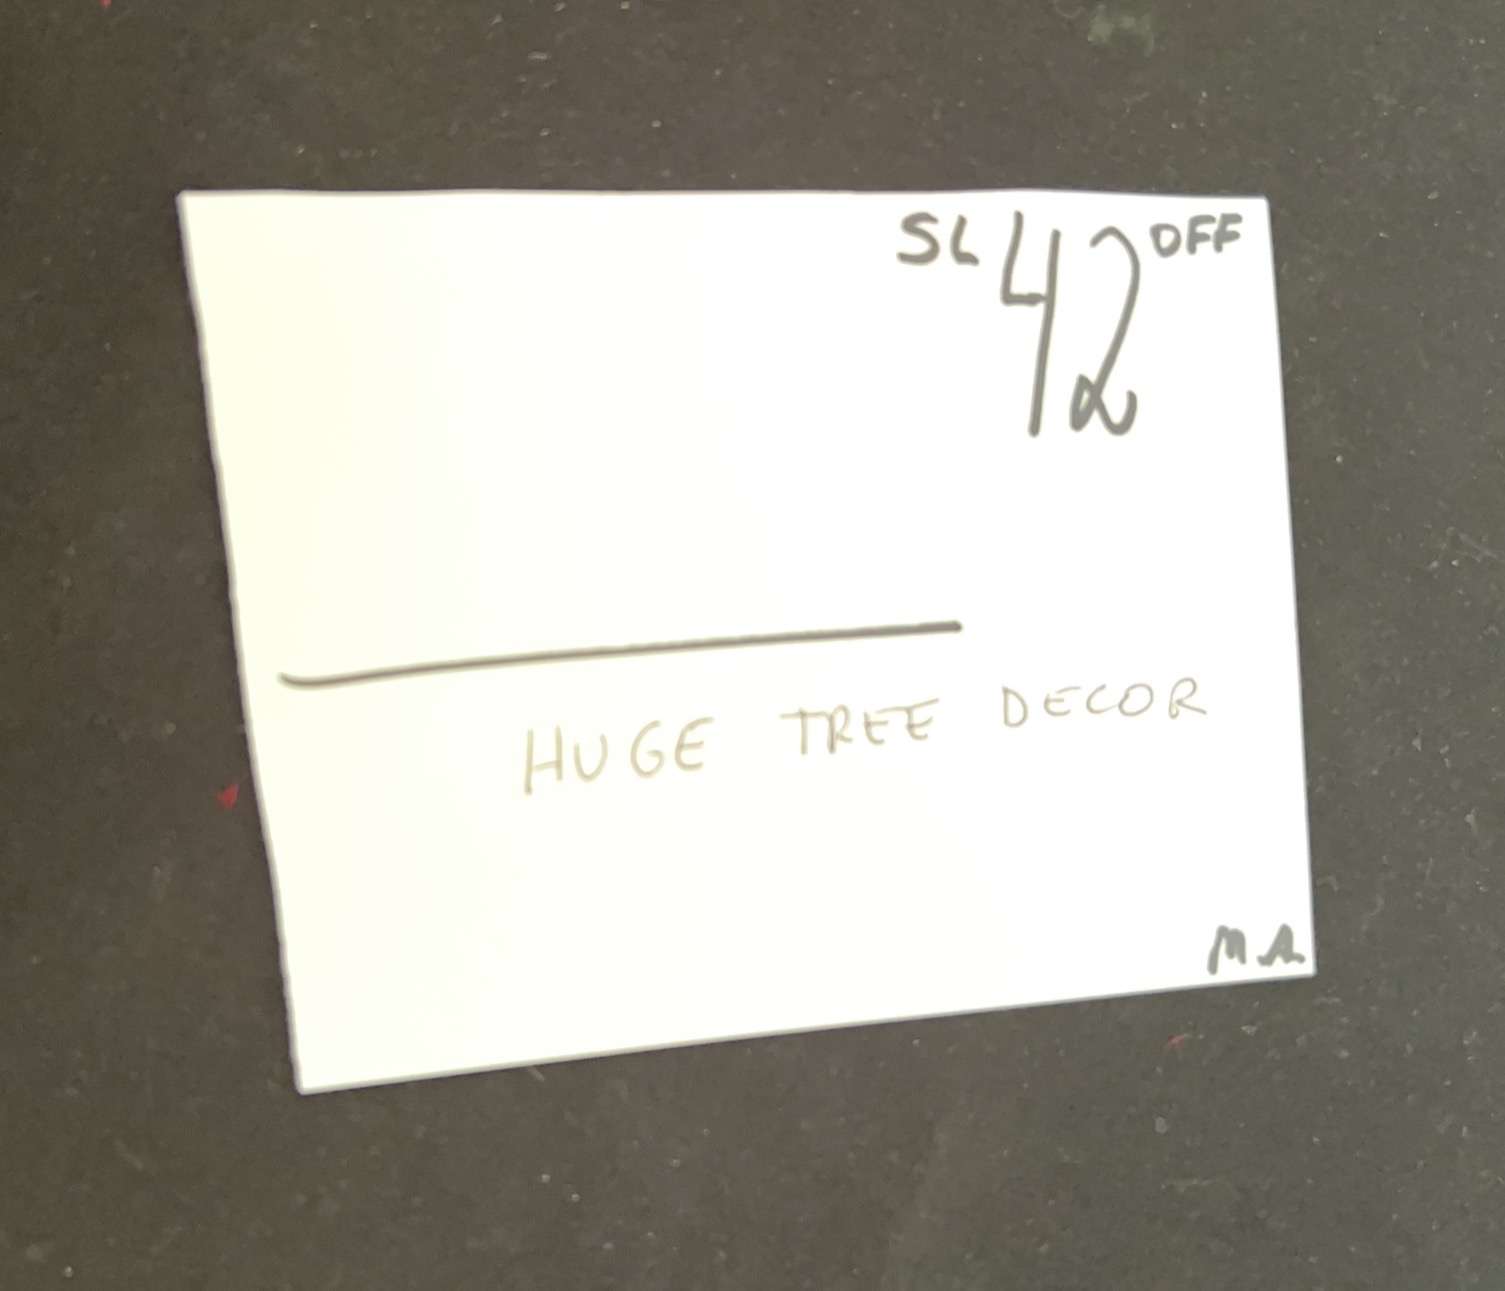 SL 42 OFF
HUGE TREE DECOR
M.A.